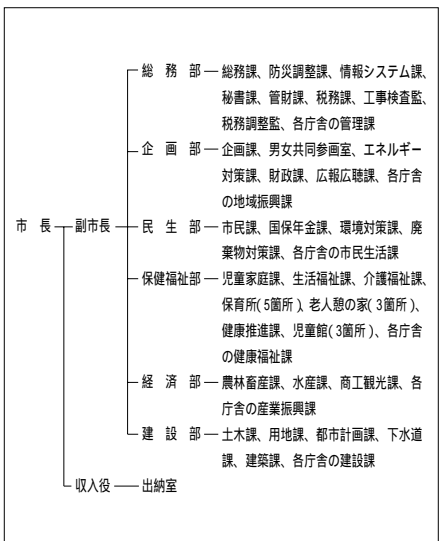 総務部 総務課、防災調整課、情報システム課、
秘書課、管財課、税務課、工事検査監、
税務調整監、各庁舎の管理課
企画部 企画課、男女共同参画室、エネルギー
対策課、財政課、広報広聴課、各庁舎
の地域振興課
市長 副市長 民生部 市民課、国保年金課、環境対策課、廃
棄物対策課、各庁舎の市民生活課
保健福祉部 児童家庭課、生活福祉課、介護福祉課、
保育所(5箇所)、老人憩の家(3箇所)、
健康推進課、児童館(3箇所)、各庁舎
の健康福祉課
経済部 農林畜産課、水産課、商工観光課、各
庁舎の産業振興課
建設部 土木課、用地課、都市計画課、下水道
課、建築課、各庁舎の建設課
収入役 出納室